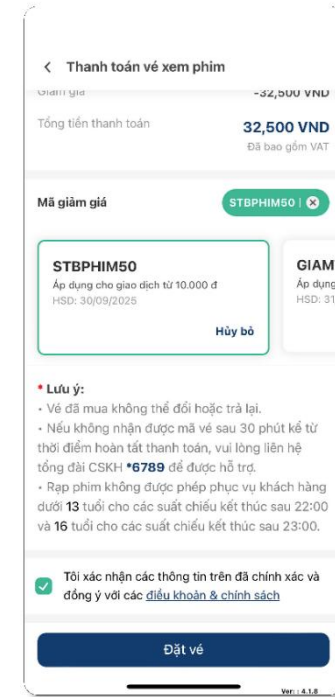 Thanh toán vé xem phim
Giảm giá -32,500 VND
Tổng tiền thanh toán 32,500 VND
Đã bao gồm VAT
Mã giảm giá STBPHIM50 |
STBPHIM50 GIAM
Áp dụng cho giao dịch từ 10.000 đ Áp dụng
HSD: 30/09/2025 HSD: 31
Hủy bỏ
* Lưu ý:
- Vé đã mua không thể đổi hoặc trả lại.
- Nếu không nhận được mã vé sau 30 phút kể từ
thời điểm hoàn tất thanh toán, vui lòng liên hệ
tổng đài CSKH *6789 để được hỗ trợ.
- Rạp phim không được phép phục vụ khách hàng
dưới 13 tuổi cho các suất chiếu kết thúc sau 22:00
và 16 tuổi cho các suất chiếu kết thúc sau 23:00.
Tôi xác nhận các thông tin trên đã chính xác và
đồng ý với các điều khoản & chính sách
Đặt vé
Ver: : 4.1.6